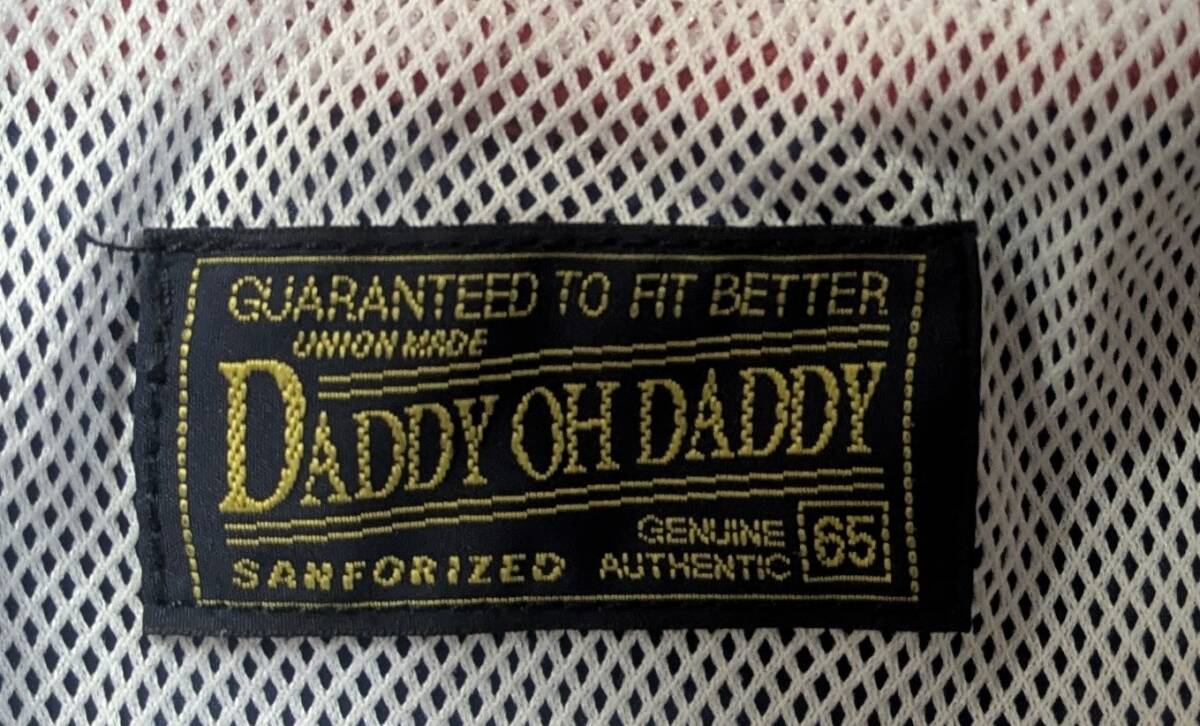 GUARANTEED TO FIT BETTER
UNION MADE
DADDY OH DADDY
GENUINE
AUTHENTIC 65
SANFORIZED